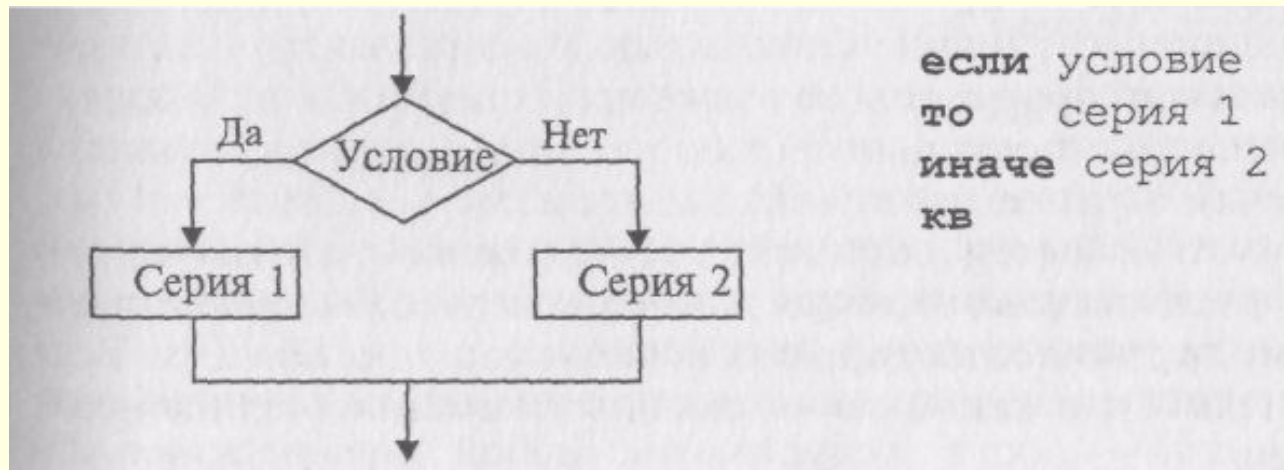 Да
Нет
Условие
Серия 1
Серия 2
если условие
то серия 1
иначе серия 2
кв